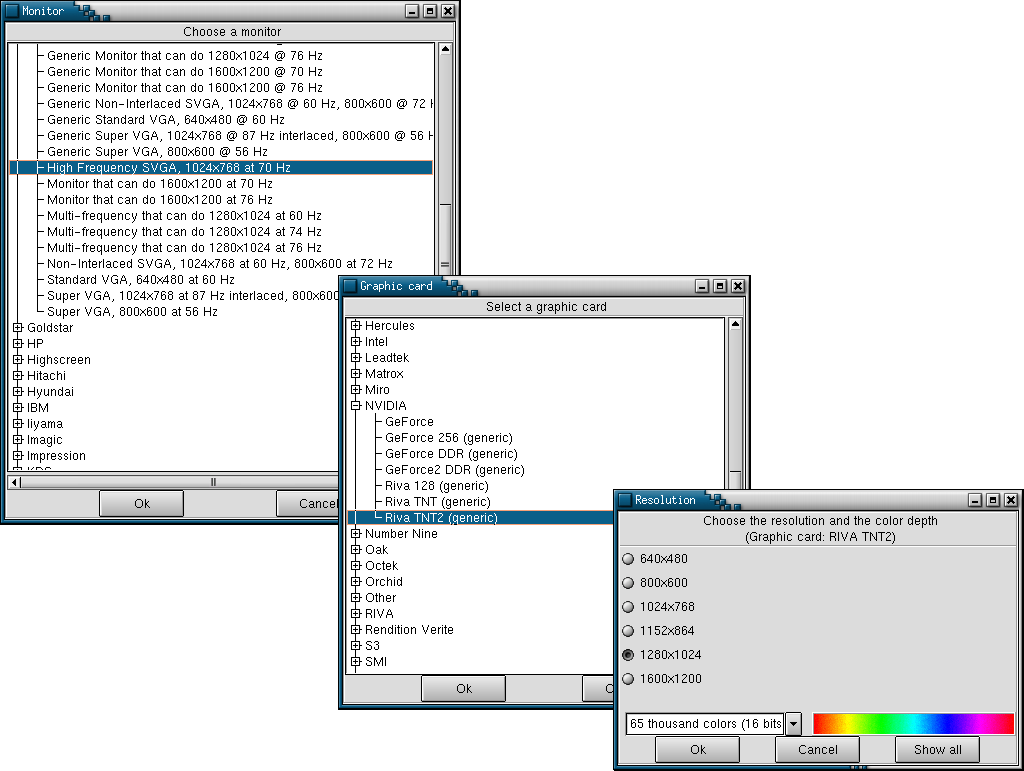 Monitor
Choose a monitor
Generic Monitor that can do 1280x1024 @ 76 Hz
Generic Monitor that can do 1600x1200 @ 70 Hz
Generic Monitor that can do 1600x1200 @ 76 Hz
Generic Non-Interlaced SVGA, 1024x768 @ 60 Hz, 800x600 @ 72 H
Generic Standard VGA, 640x480 @ 60 Hz
Generic Super VGA, 1024x768 @ 87 Hz interlaced, 800x600 @ 56 H
Generic Super VGA, 800x600 @ 56 Hz
High Frequency SVGA, 1024x768 at 70 Hz
Monitor that can do 1600x1200 at 70 Hz
Monitor that can do 1600x1200 at 76 Hz
Multi-frequency that can do 1280x1024 at 60 Hz
Multi-frequency that can do 1280x1024 at 74 Hz
Multi-frequency that can do 1280x1024 at 76 Hz
Non-Interlaced SVGA, 1024x768 at 60 Hz, 800x600 at 72 Hz
Standard VGA, 640x480 at 60 Hz
Super VGA, 1024x768 at 87 Hz interlaced, 800x600
Super VGA, 800x600 at 56 Hz
Goldstar
HP
Highscreen
Hitachi
Hyundai
IBM
Iiyama
Imagic
Impression
KDS
Ok
Cancel
Graphic card
Select a graphic card
Hercules
Intel
Leadtek
Matrox
Miro
NVIDIA
GeForce
GeForce 256 (generic)
GeForce DDR (generic)
GeForce2 DDR (generic)
Riva 128 (generic)
Riva TNT (generic)
Riva TNT2 (generic)
Number Nine
Oak
Octek
Orchid
Other
RIVA
Rendition Verite
S3
SMI
Ok
Resolution
Choose the resolution and the color depth
(Graphic card: RIVA TNT2)
640x480
800x600
1024x768
1152x864
1280x1024
1600x1200
65 thousand colors (16 bits
Ok
Cancel
Show all